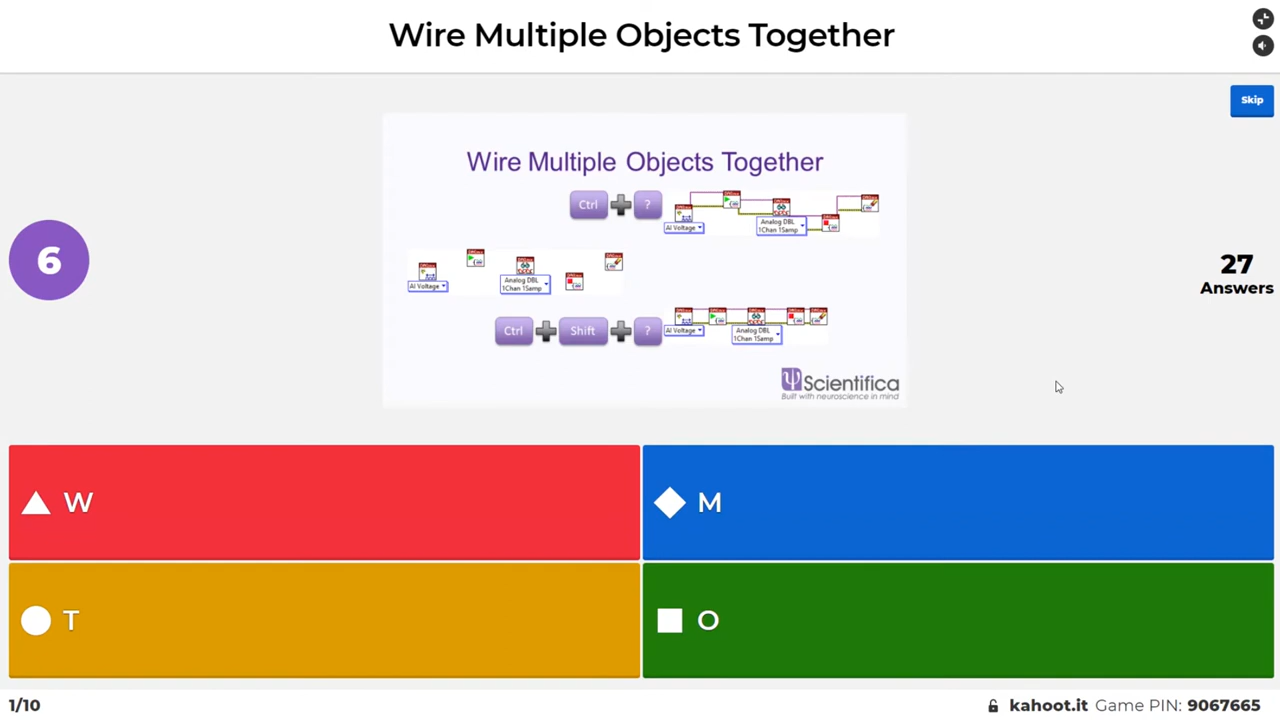 Wire Multiple Objects Together
Skip
Wire Multiple Objects Together
Ctrl ?
AI Voltage
Analog DBL
1Chan 1Samp
6
27
Answers
AI Voltage
Analog DBL
1Chan 1Samp
Ctrl Shift ?
AI Voltage
Analog DBL
1Chan 1Samp
Scientifica
Built with neuroscience in mind
W
M
T
O
1/10
kahoot.it Game PIN: 9067665